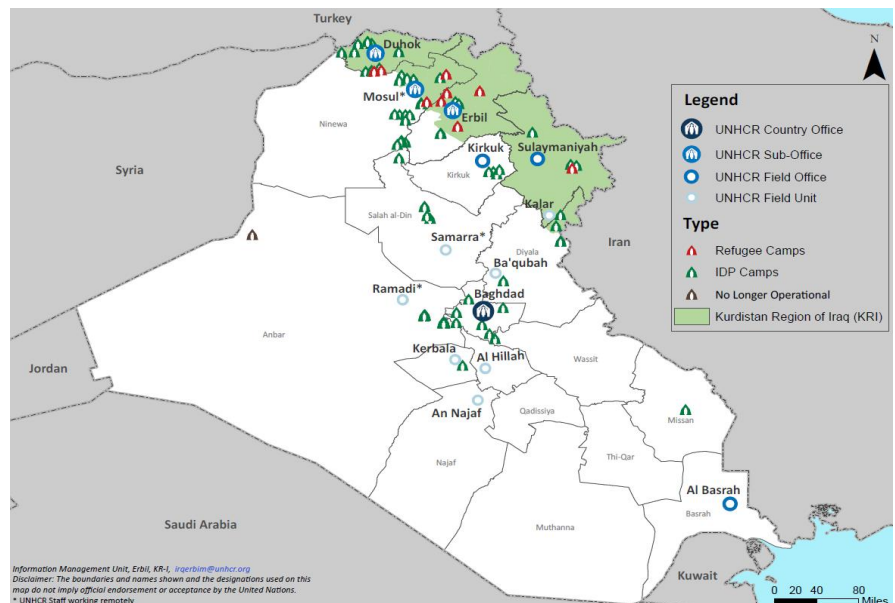 Turkey
N
Duhok
Mosul*
Erbil
Ninewa
Kirkuk
Sulaymaniyah
Kirkuk
Syria
Kalar
Salah al-Din
Samarra*
Diyala
Iran
Ba'qubah
Ramadi*
Baghdad
Anbar
Kerbala
Al Hillah
Wassit
Jordan
An Najaf
Qadissiya
Missan
Najaf
Thi-Qar
Al Basrah
Basrah
Saudi Arabia
Muthanna
Kuwait
Legend
UNHCR Country Office
UNHCR Sub-Office
UNHCR Field Office
UNHCR Field Unit
Type
Refugee Camps
IDP Camps
No Longer Operational
Kurdistan Region of Iraq (KRI)
Information Management Unit, Erbil, KR-I, irqerbim@unhcr.org
Disclaimer: The boundaries and names shown and the designations used on this
map do not imply official endorsement or acceptance by the United Nations.
* UNHCR Staff working remotely
0 20 40 80
Miles